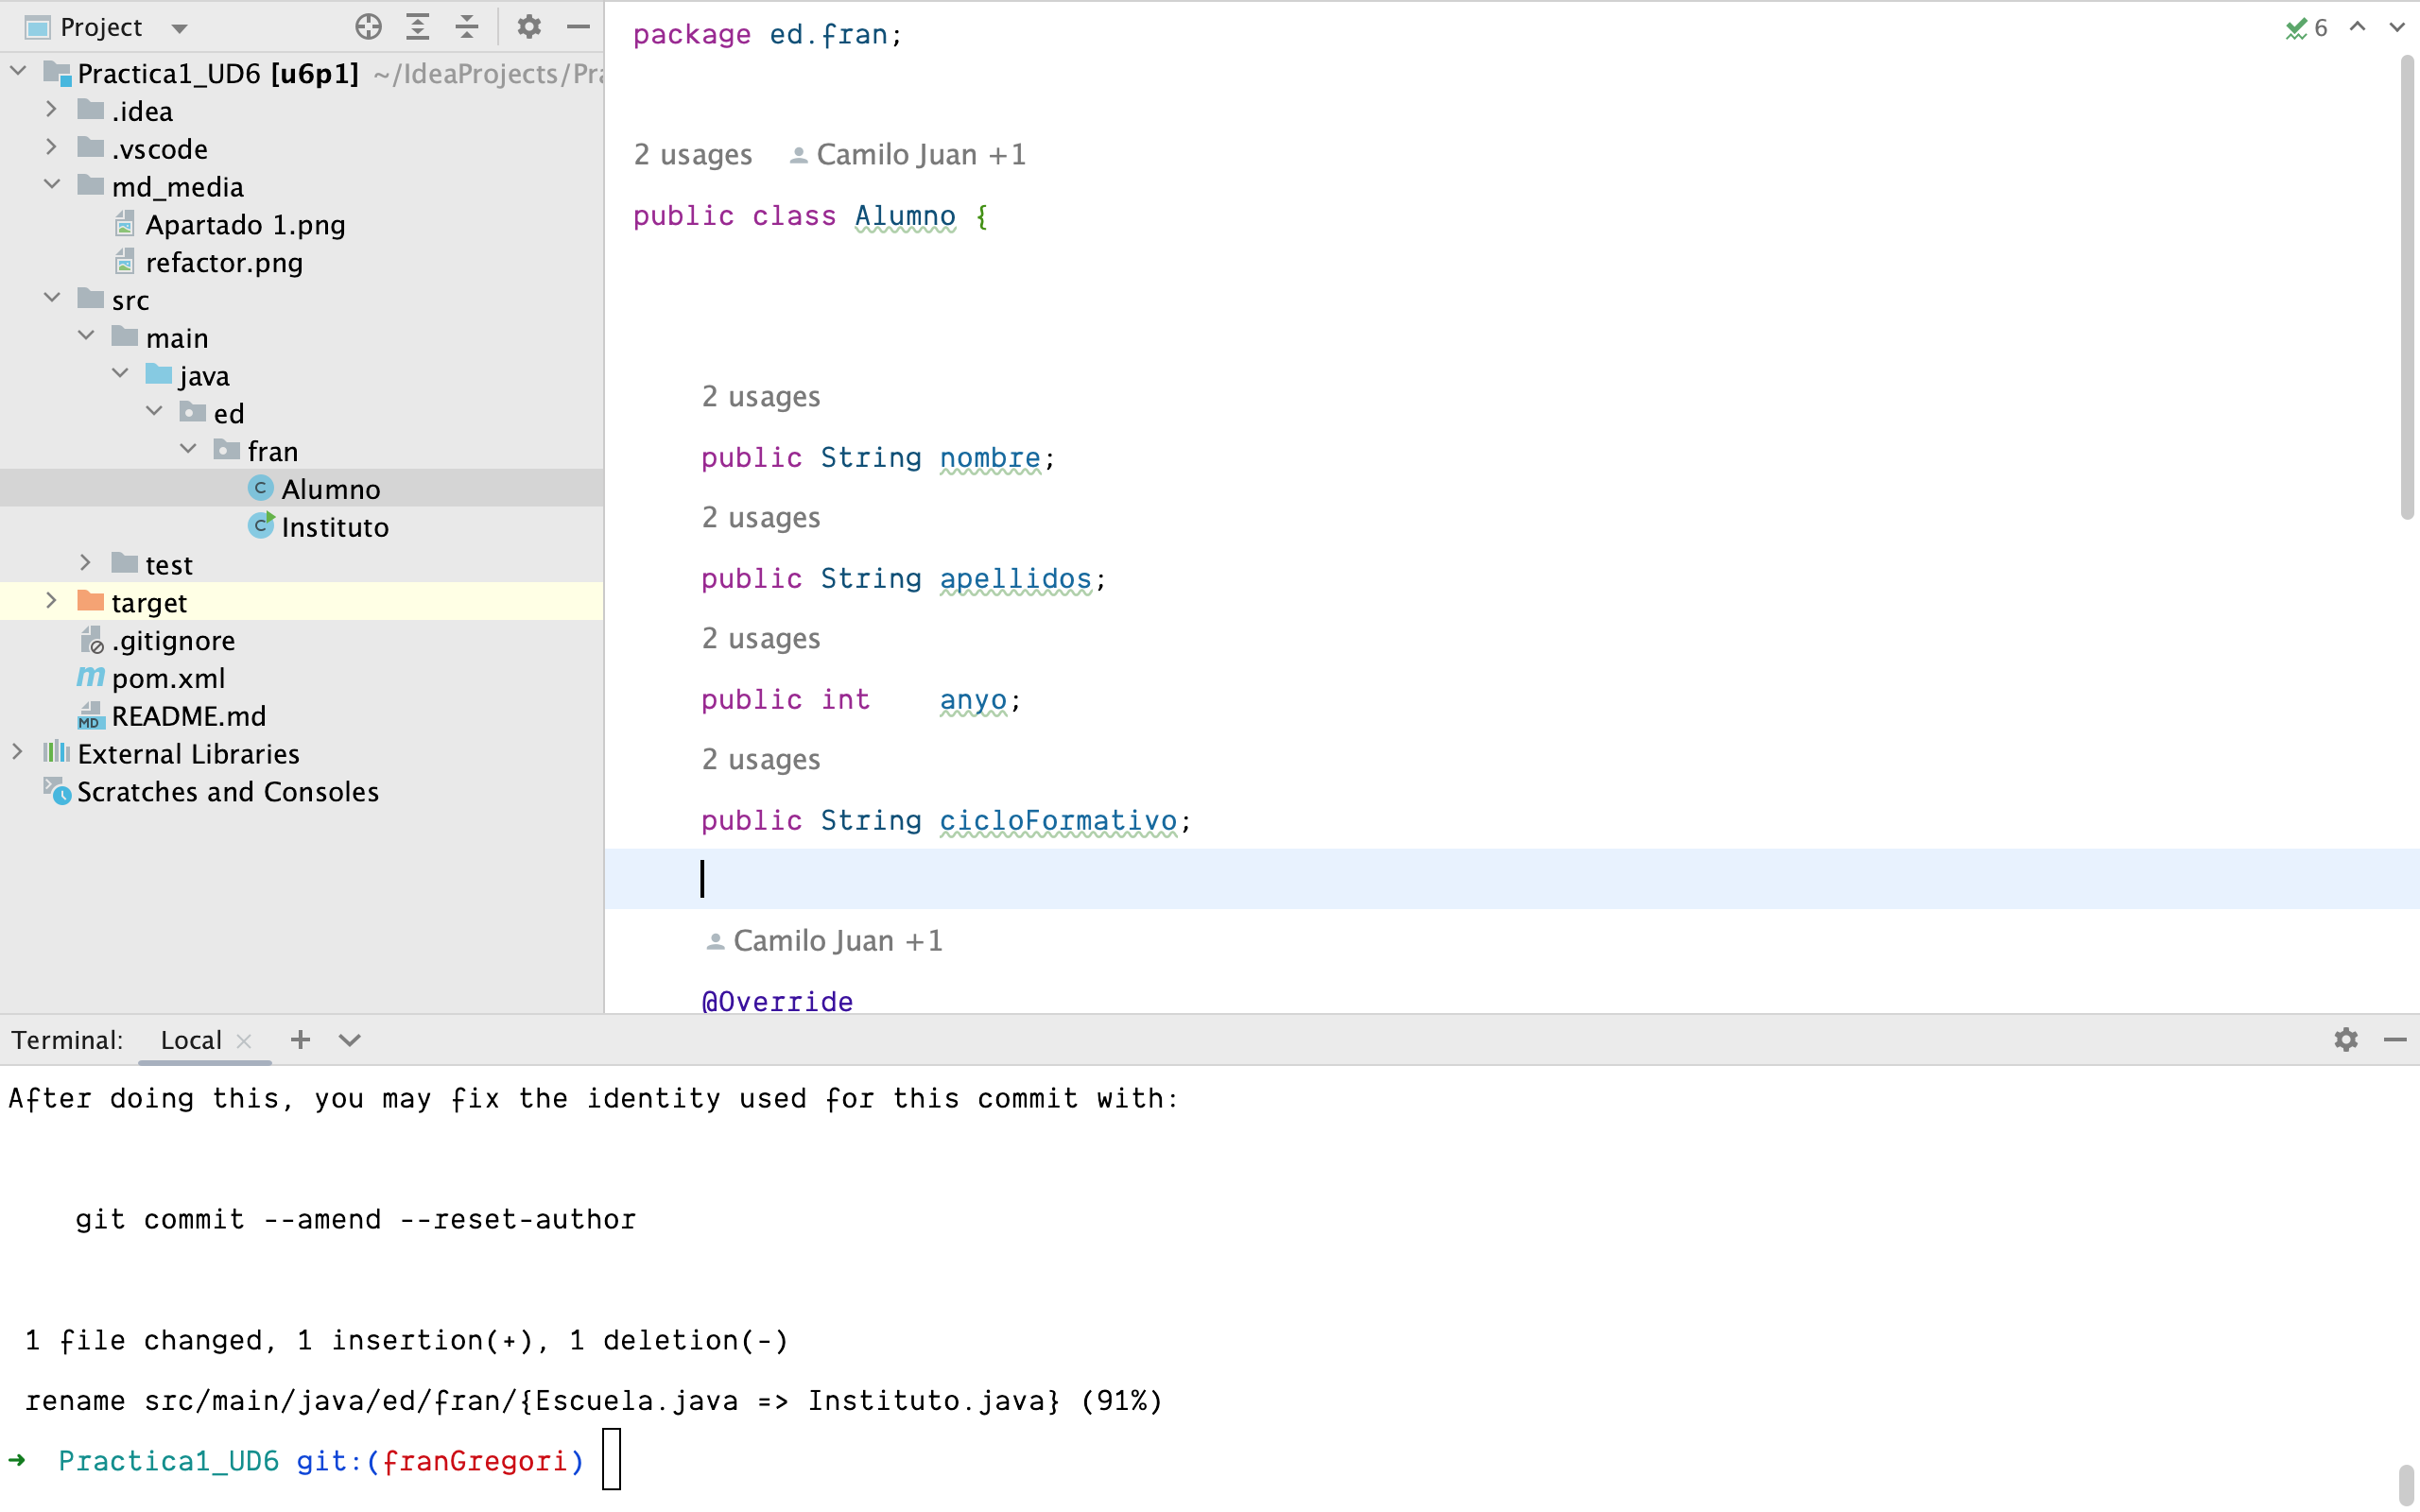 Project
Practica1_UD6 [u6p1] ~/IdeaProjects/Pra
.idea
.vscode
md_media
Apartado 1.png
refactor.png
src
main
java
ed
fran
Alumno
Instituto
test
target
.gitignore
pom.xml
README.md
External Libraries
Scratches and Consoles
package ed.fran;
6
2 usages Camilo Juan +1
public class Alumno {
2 usages
public String nombre;
2 usages
public String apellidos;
2 usages
public int    anyo;
2 usages
public String cicloFormativo;
Camilo Juan +1
@Override
Terminal: Local
After doing this, you may fix the identity used for this commit with:
git commit --amend --reset-author
1 file changed, 1 insertion(+), 1 deletion(-)
rename src/main/java/ed/fran/{Escuela.java => Instituto.java} (91%)
➜ Practica1_UD6 git:(franGregori)